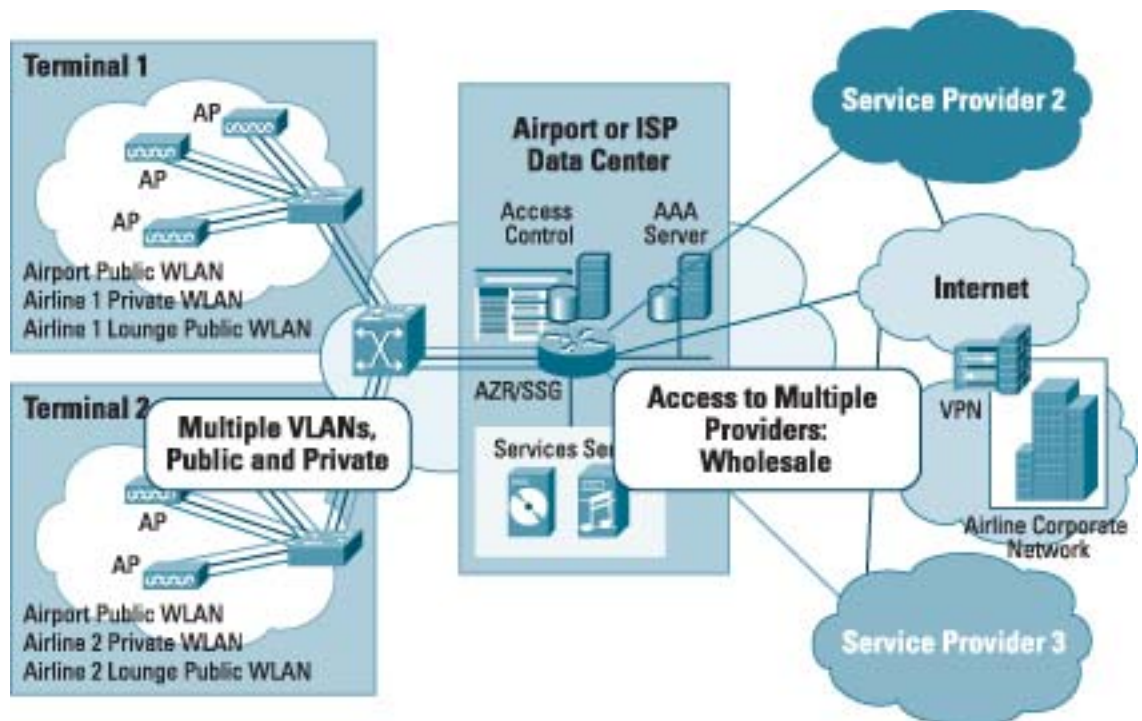 Terminal 1
AP
AP
AP
Airport Public WLAN
Airline 1 Private WLAN
Airline 1 Lounge Public WLAN
Terminal 2
Multiple VLANs,
Public and Private
AP
AP
Airport Public WLAN
Airline 2 Private WLAN
Airline 2 Lounge Public WLAN
Airport or ISP
Data Center
Access
Control
AAA
Server
AZR/SSG
Services Se
Access to Multiple
Providers:
Wholesale
Service Provider 2
Internet
VPN
Airline Corporate
Network
Service Provider 3